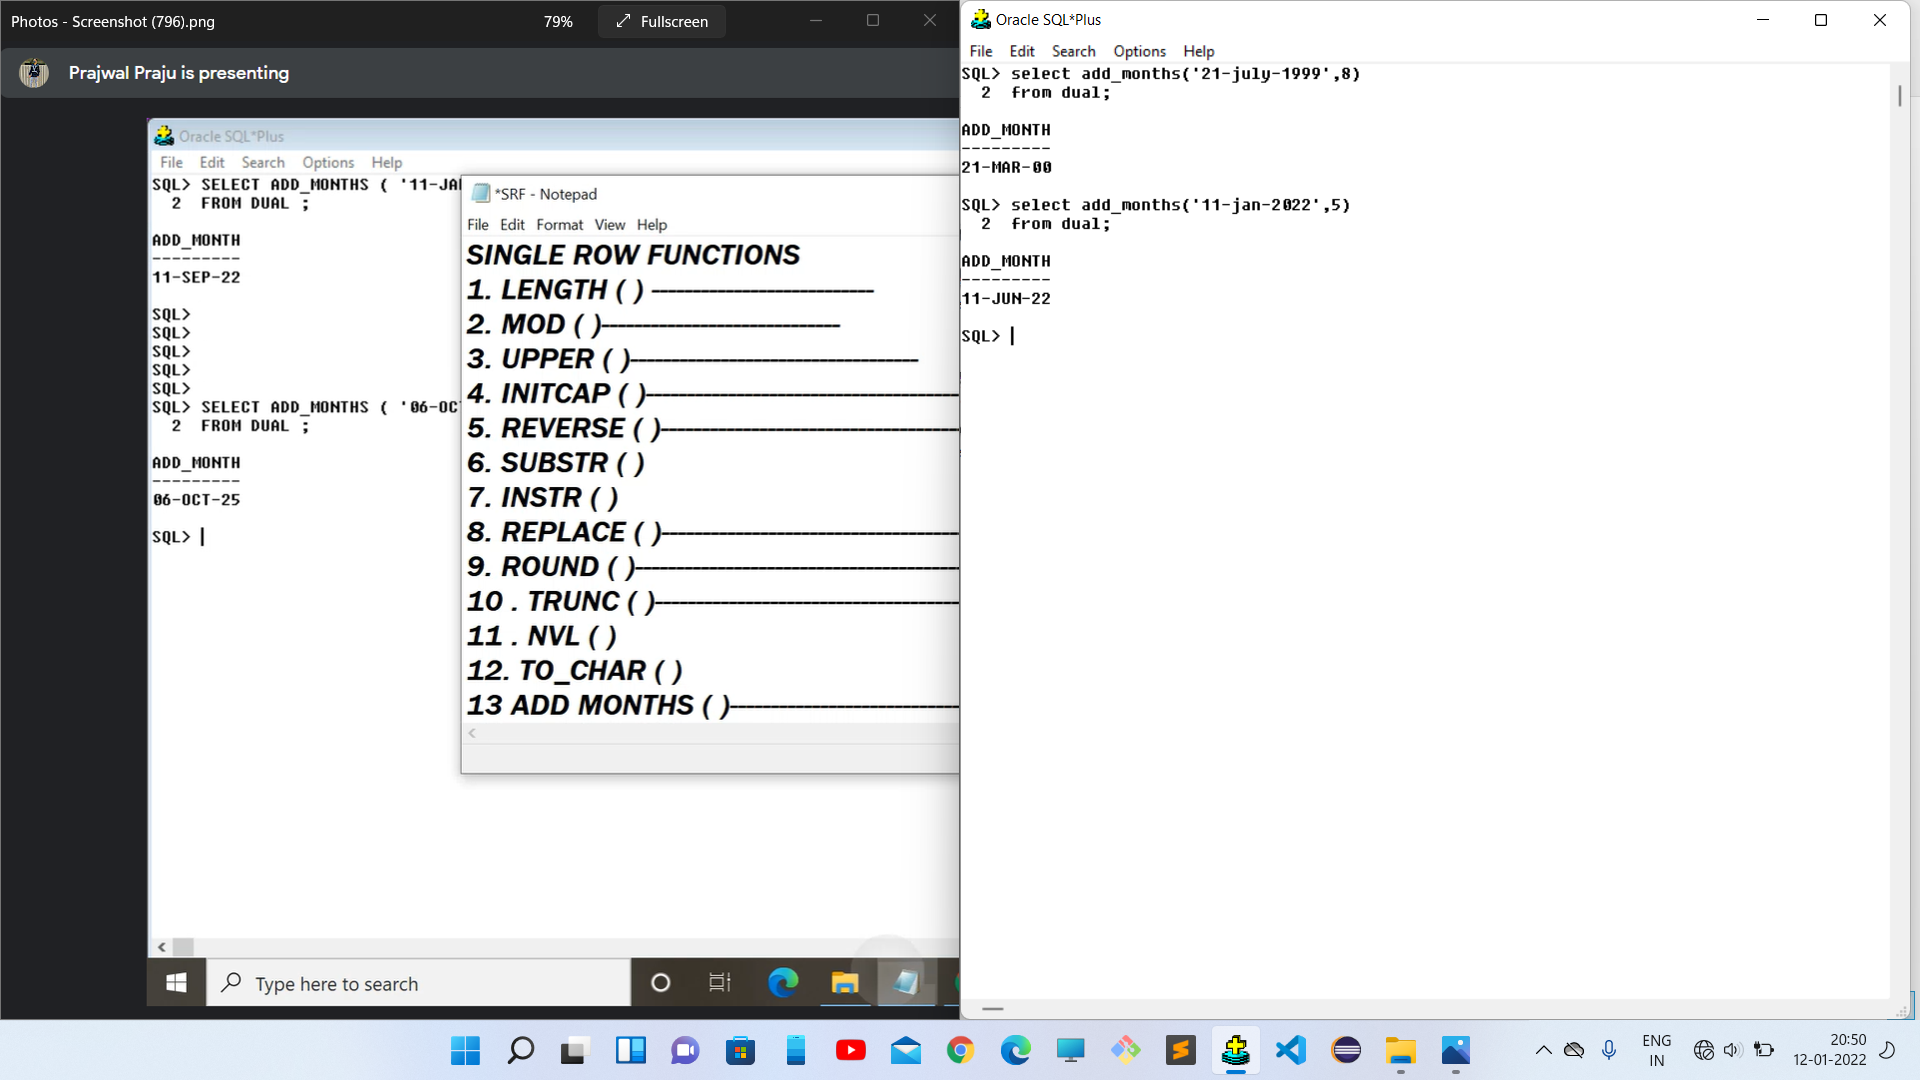 Photos - Screenshot (796).png
79%
Fullscreen
Prajwal Praju is presenting
Oracle SQL*Plus
File Edit Search Options Help
SQL> SELECT ADD_MONTHS ( '11-JAN
2 FROM DUAL ;
ADD_MONTH
---------
11-SEP-22
SQL>
SQL>
SQL>
SQL>
SQL>
SQL> SELECT ADD_MONTHS ( '06-OCT
2 FROM DUAL ;
ADD_MONTH
---------
06-OCT-25
SQL>
*SRF - Notepad
File Edit Format View Help
SINGLE ROW FUNCTIONS
1. LENGTH ( ) ---------------------------
2. MOD ( )-----------------------------
3. UPPER ( )-----------------------------------
4. INITCAP ( )--------------------------------------
5. REVERSE ( )------------------------------------
6. SUBSTR ( )
7. INSTR ( )
8. REPLACE ( )------------------------------------
9. ROUND ( )---------------------------------------
10 . TRUNC ( )-------------------------------------
11 . NVL ( )
12. TO_CHAR ( )
13 ADD MONTHS ( )----------------------------
Type here to search
Oracle SQL*Plus
File Edit Search Options Help
SQL> select add_months('21-july-1999',8)
2 from dual;
ADD_MONTH
---------
21-MAR-00
SQL> select add_months('11-jan-2022',5)
2 from dual;
ADD_MONTH
---------
11-JUN-22
SQL>
ENG
IN
20:50
12-01-2022